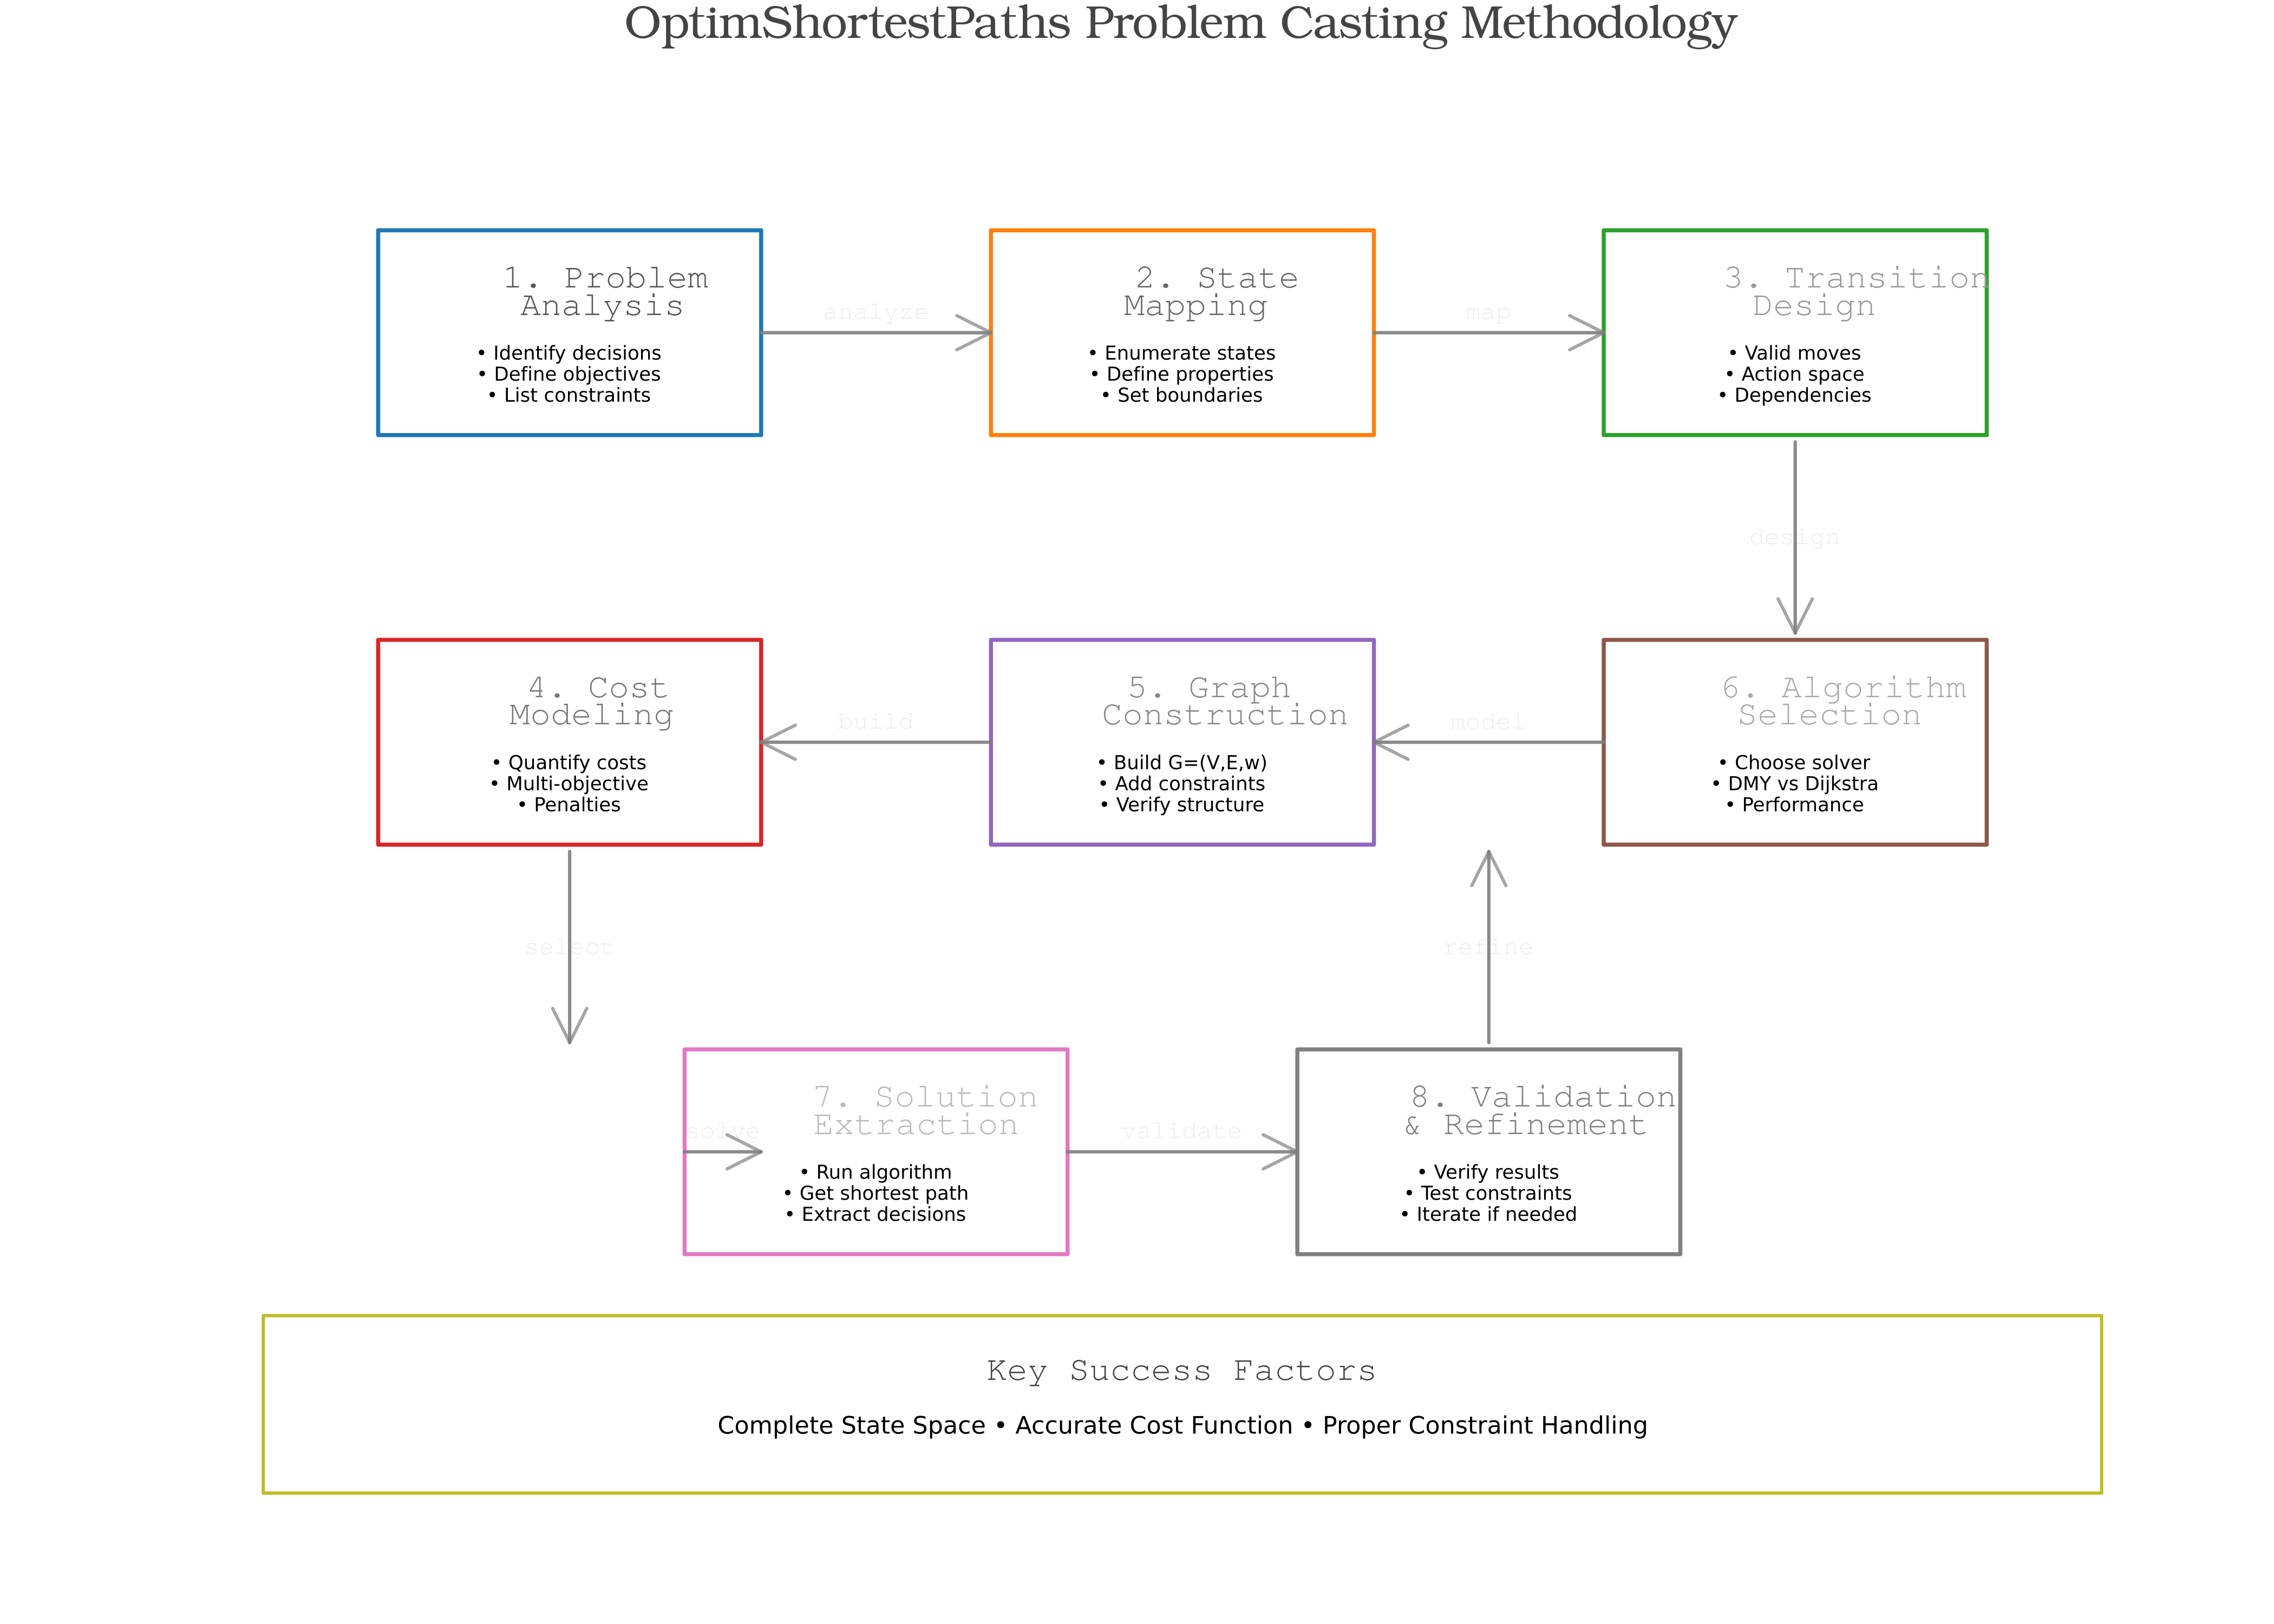 OptimShortestPaths Problem Casting Methodology
1. Problem
Analysis
• Identify decisions
• Define objectives
• List constraints
analyze
2. State
Mapping
• Enumerate states
• Define properties
• Set boundaries
map
3. Transition
Design
• Valid moves
• Action space
• Dependencies
design
4. Cost
Modeling
• Quantify costs
• Multi-objective
• Penalties
build
5. Graph
Construction
• Build G=(V,E,w)
• Add constraints
• Verify structure
model
6. Algorithm
Selection
• Choose solver
• DMY vs Dijkstra
• Performance
select
refine
solve
7. Solution
Extraction
• Run algorithm
• Get shortest path
• Extract decisions
validate
8. Validation
& Refinement
• Verify results
• Test constraints
• Iterate if needed
Key Success Factors
Complete State Space • Accurate Cost Function • Proper Constraint Handling